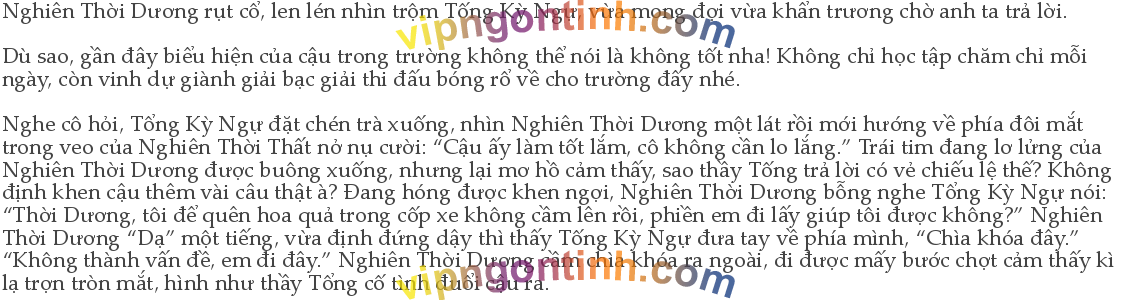 Nghiên Thời Dương rụt cổ, len lén nhìn trộm Tống Kỳ Ngự, vừa mong đợi vừa khẩn trương chờ anh ta trả lời.
Dù sao, gần đây biểu hiện của cậu trong trường không thể nói là không tốt nha! Không chỉ học tập chăm chỉ mỗi
ngày, còn vinh dự giành giải bạc giải thi đấu bóng rổ về cho trường đấy nhé.
Nghe cô hỏi, Tổng Kỳ Ngự đặt chén trà xuống, nhìn Nghiên Thời Dương một lát rồi mới hướng về phía đôi mắt
trong veo của Nghiên Thời Thất nở nụ cười: “Cậu ấy làm tốt lắm, cô không cần lo lắng.” Trái tim đang lơ lửng của
Nghiên Thời Dương được buông xuống, nhưng lại mơ hồ cảm thấy, sao thầy Tống trả lời có vẻ chiếu lệ thế? Không
định khen cậu thêm vài câu thật à? Đang hóng được khen ngợi, Nghiên Thời Dương bỗng nghe Tổng Kỳ Ngự nói:
“Thời Dương, tôi để quên hoa quả trong cốp xe không cầm lên rồi, phiền em đi lấy giúp tôi được không?” Nghiên
Thời Dương “Dạ” một tiếng, vừa định đứng dậy thì thấy Tống Kỳ Ngự đưa tay về phía mình, “Chìa khóa đây.”
“Không thành vấn đề, em đi đây.” Nghiên Thời Dương cầm chìa khóa ra ngoài, đi được mấy bước chợt cảm thấy kì
lạ trợn tròn mắt, hình như thầy Tổng cố tình đuổi cậu ra.
vipngontinh.com
vipngontinh.com